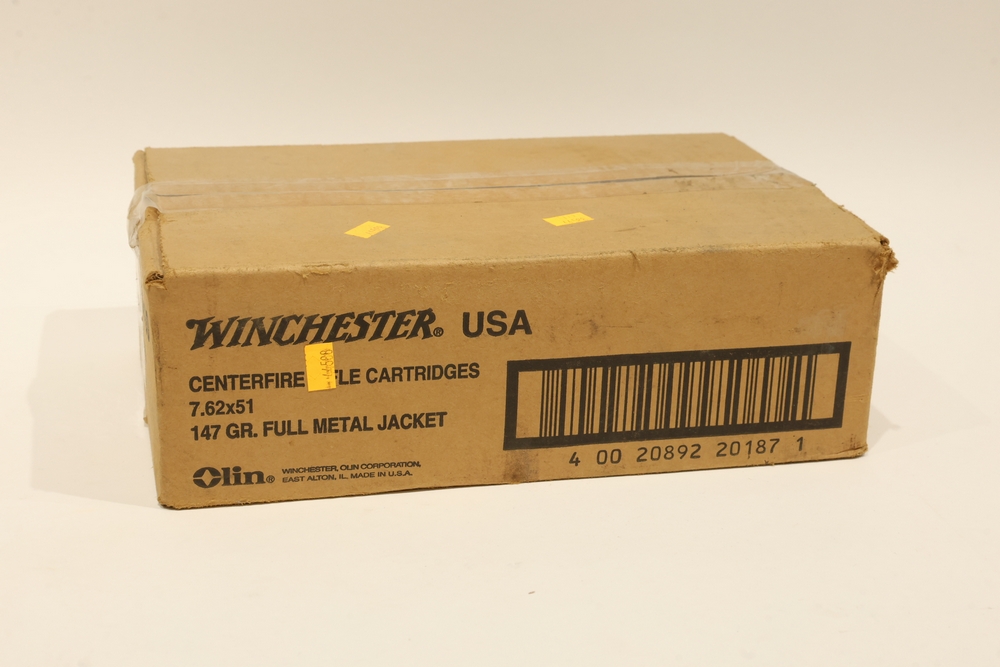 WINCHESTER® USA
CENTERFIRE FLE CARTRIDGES
7.62x51
147 GR. FULL METAL JACKET
Olin® WINCHESTER, OLIN CORPORATION,
EAST ALTON, IL, MADE IN U.S.A.
4 00 20892 20187 1